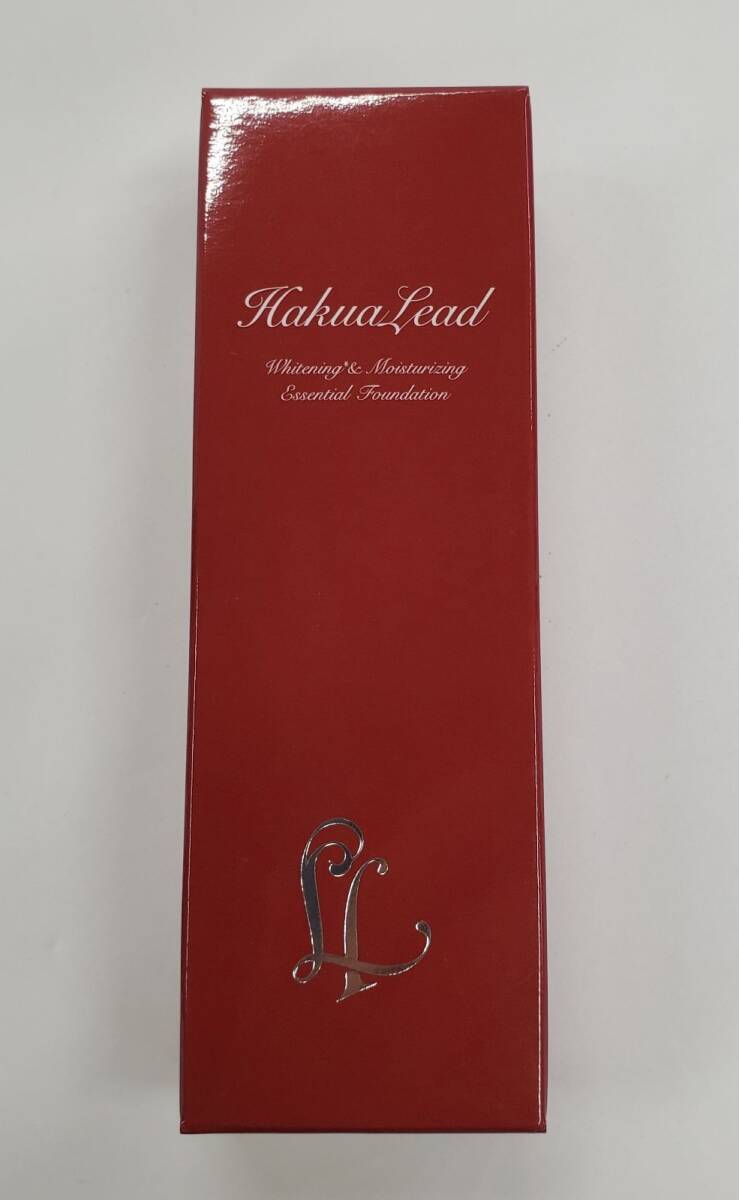 HakuaLead
Whitening*& Moisturizing
Essential Foundation